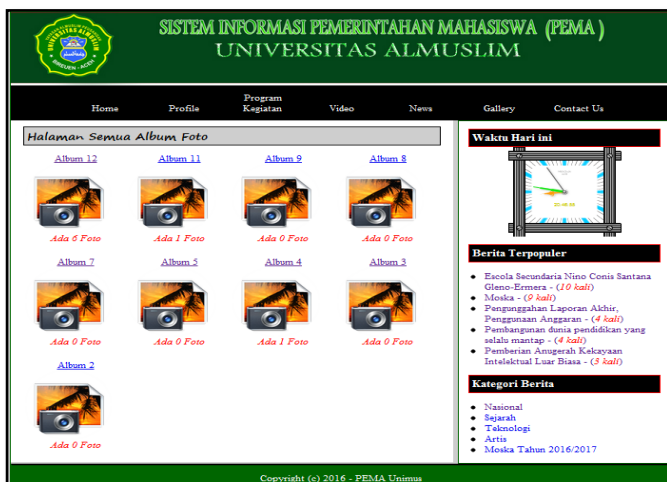 SISTEM INFORMASI PEMERINTAHAN MAHASISWA (PEMA )
UNIVERSITAS ALMUSLIM
Home
Profile
Program
Kegiatan
Video
News
Gallery
Contact Us
Halaman Semua Album Foto
Album 12
Album 11
Album 9
Album 8
Ada 6 Foto
Ada 1 Foto
Ada 0 Foto
Ada 0 Foto
Album 7
Album 5
Album 4
Album 3
Ada 0 Foto
Ada 0 Foto
Ada 1 Foto
Ada 0 Foto
Album 2
Ada 0 Foto
Waktu Hari ini
Berita Terpopuler
Escola Secundaria Nino Conis Santana
Gleno-Ermera - (10 kali)
Moska - (9 kali)
Pengunggahan Laporan Akhir,
Penggunaan Anggaran - (4 kali)
Pembangunan dunia pendidikan yang
selalu mantap - (4 kali)
Pemberian Anugerah Kekayaan
Intelektual Luar Biasa - (3 kali)
Kategori Berita
Nasional
Sejarah
Teknologi
Artis
Moska Tahun 2016/2017
Copyright (c) 2016 - PEMA Unimus